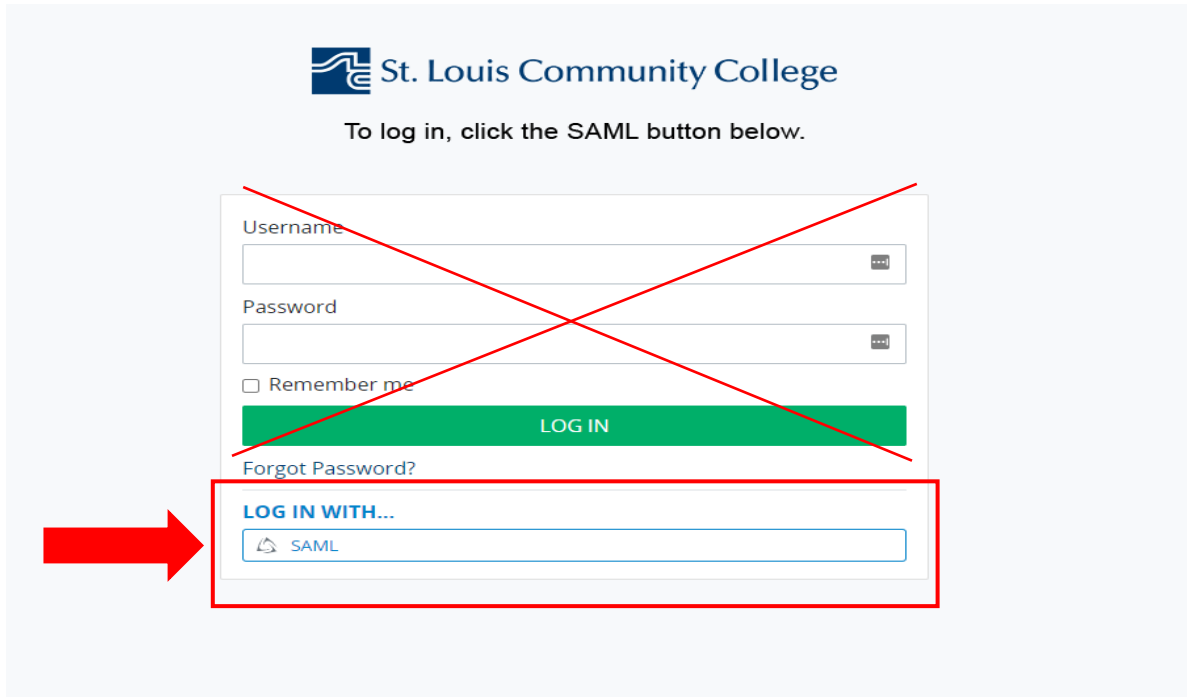 St. Louis Community College
To log in, click the SAML button below.
Username
Password
Remember me
LOG IN
Forgot Password?
LOG IN WITH...
SAML